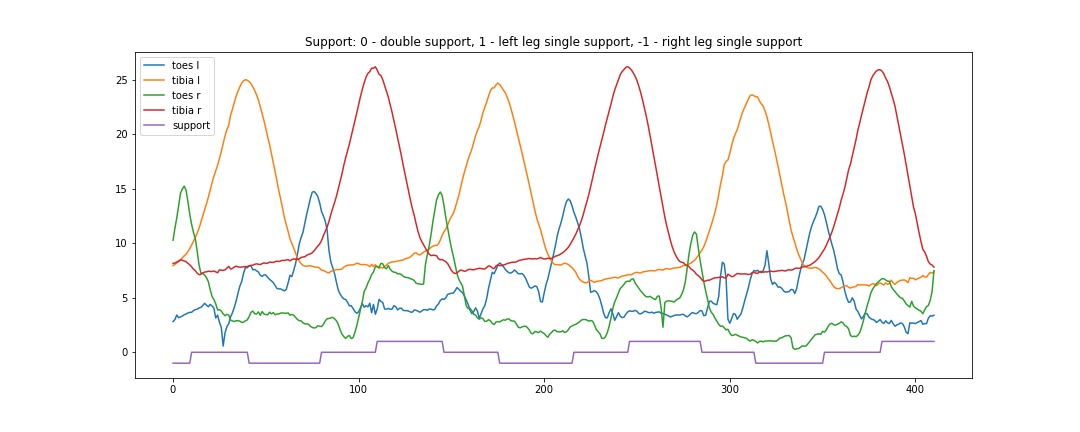 Support: 0 - double support, 1 - left leg single support, -1 - right leg single support
toes l
tibia l
toes r
tibia r
support
25
20
15
10
5
0
0 100 200 300 400